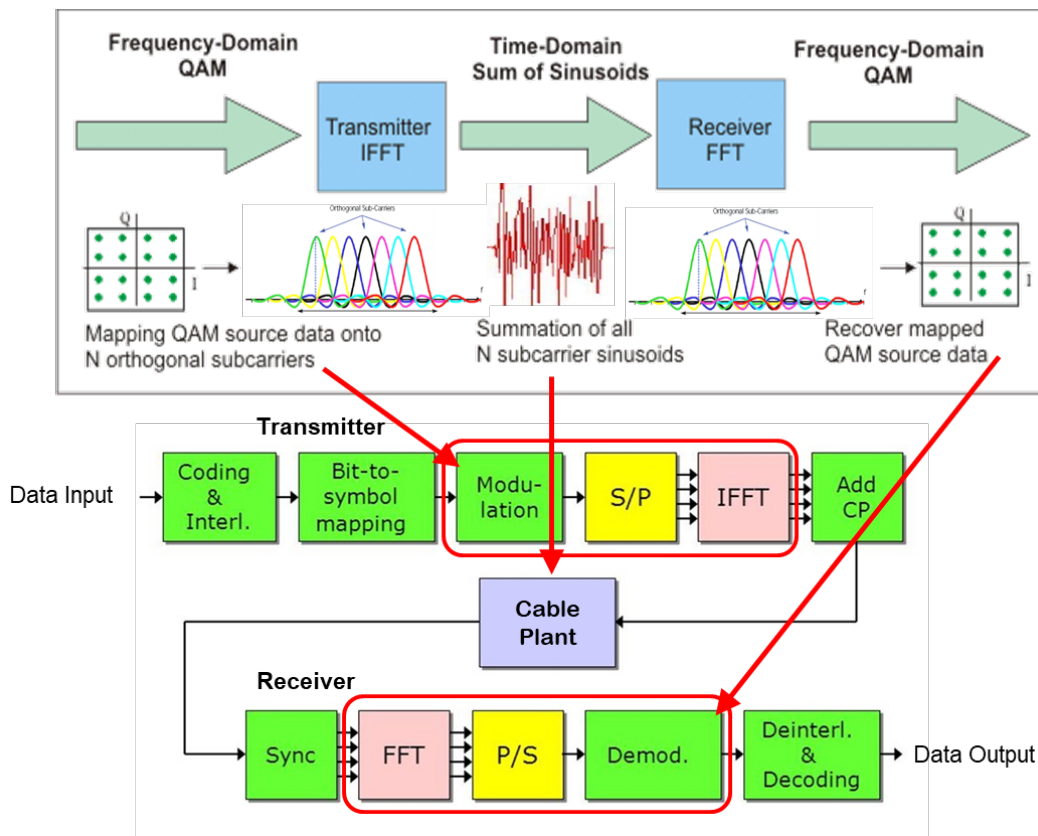 Frequency-Domain
QAM
Time-Domain
Sum of Sinusoids
Frequency-Domain
QAM
Transmitter
IFFT
Receiver
FFT
Orthogonal Sub-Carriers
Orthogonal Sub-Carriers
Q
I
f
f
Q
I
Mapping QAM source data onto
N orthogonal subcarriers
Summation of all
N subcarrier sinusoids
Recover mapped
QAM source data
Transmitter
Data Input
Coding
&
Interl.
Bit-to-
symbol
mapping
Modu-
lation
S/P
IFFT
Add
CP
Cable
Plant
Receiver
Sync
FFT
P/S
Demod.
Deinterl.
&
Decoding
Data Output